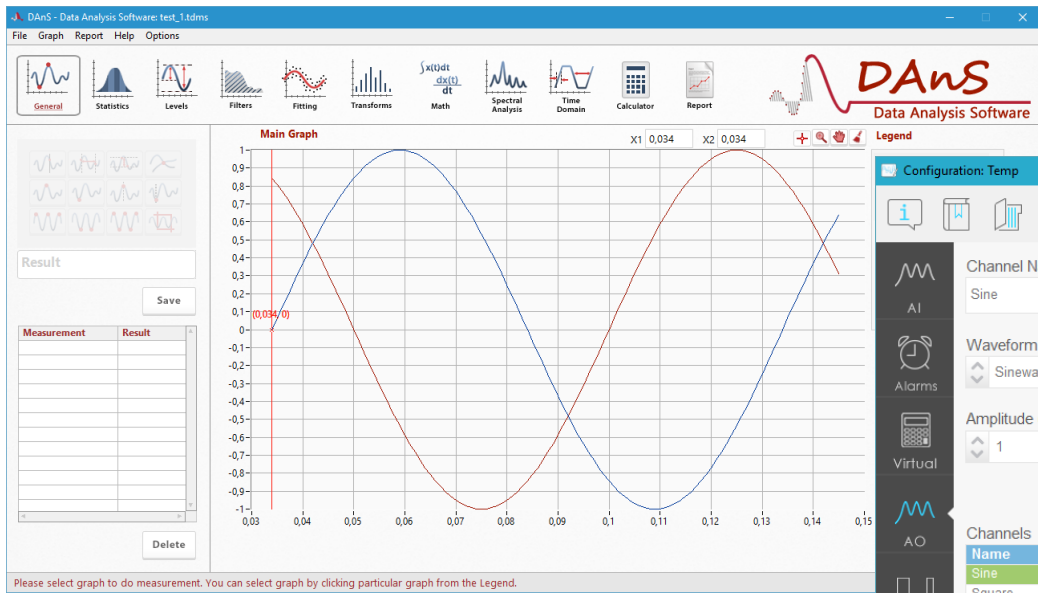 DAnS - Data Analysis Software: test_1.tdms
File Graph Report Help Options
General
Statistics
Levels
Filters
Fitting
Transforms
∫x(t)dt
dx(t)
dt
Math
Spectral
Analysis
Time
Domain
Calculator
Report
DAnS
Data Analysis Software
Main Graph
X1 0,034 X2 0,034
Legend
Configuration: Temp
Result
Save
Measurement Result
Delete
1
0,9
0,8
0,7
0,6
0,5
0,4
0,3
0,2
0,1
0
-0,1
-0,2
-0,3
-0,4
-0,5
-0,6
-0,7
-0,8
-0,9
-1
(0,034, 0)
0,03 0,04 0,05 0,06 0,07 0,08 0,09 0,1 0,11 0,12 0,13 0,14 0,15
AI
Alarms
Virtual
AO
Channel N
Sine
Waveform
Sinewa
Amplitude
1
Channels
Name
Sine
Square
Please select graph to do measurement. You can select graph by clicking particular graph from the Legend.